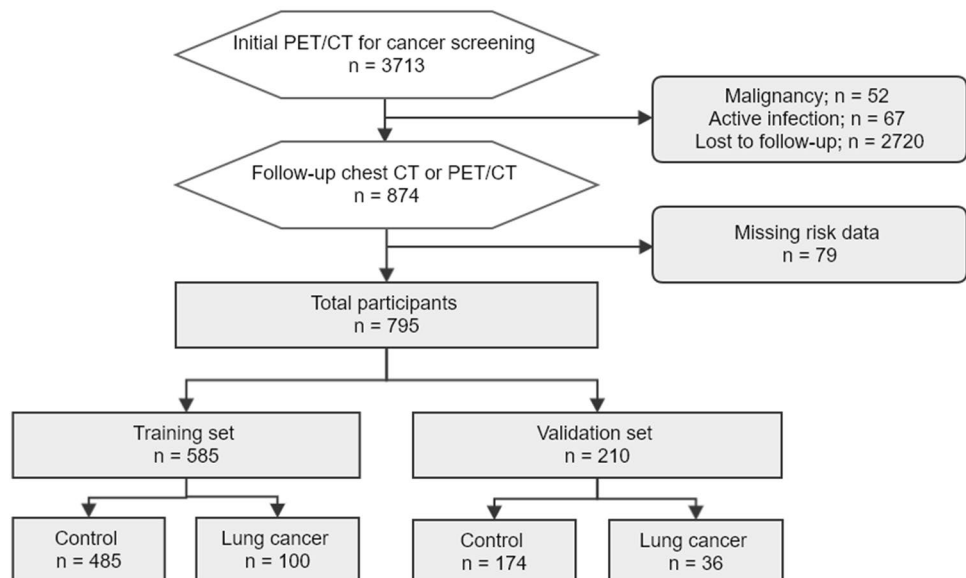 Initial PET/CT for cancer screening
n = 3713
Malignancy; n = 52
Active infection; n = 67
Lost to follow-up; n = 2720
Follow-up chest CT or PET/CT
n = 874
Missing risk data
n = 79
Total participants
n = 795
Training set
n = 585
Validation set
n = 210
Control
n = 485
Lung cancer
n = 100
Control
n = 174
Lung cancer
n = 36